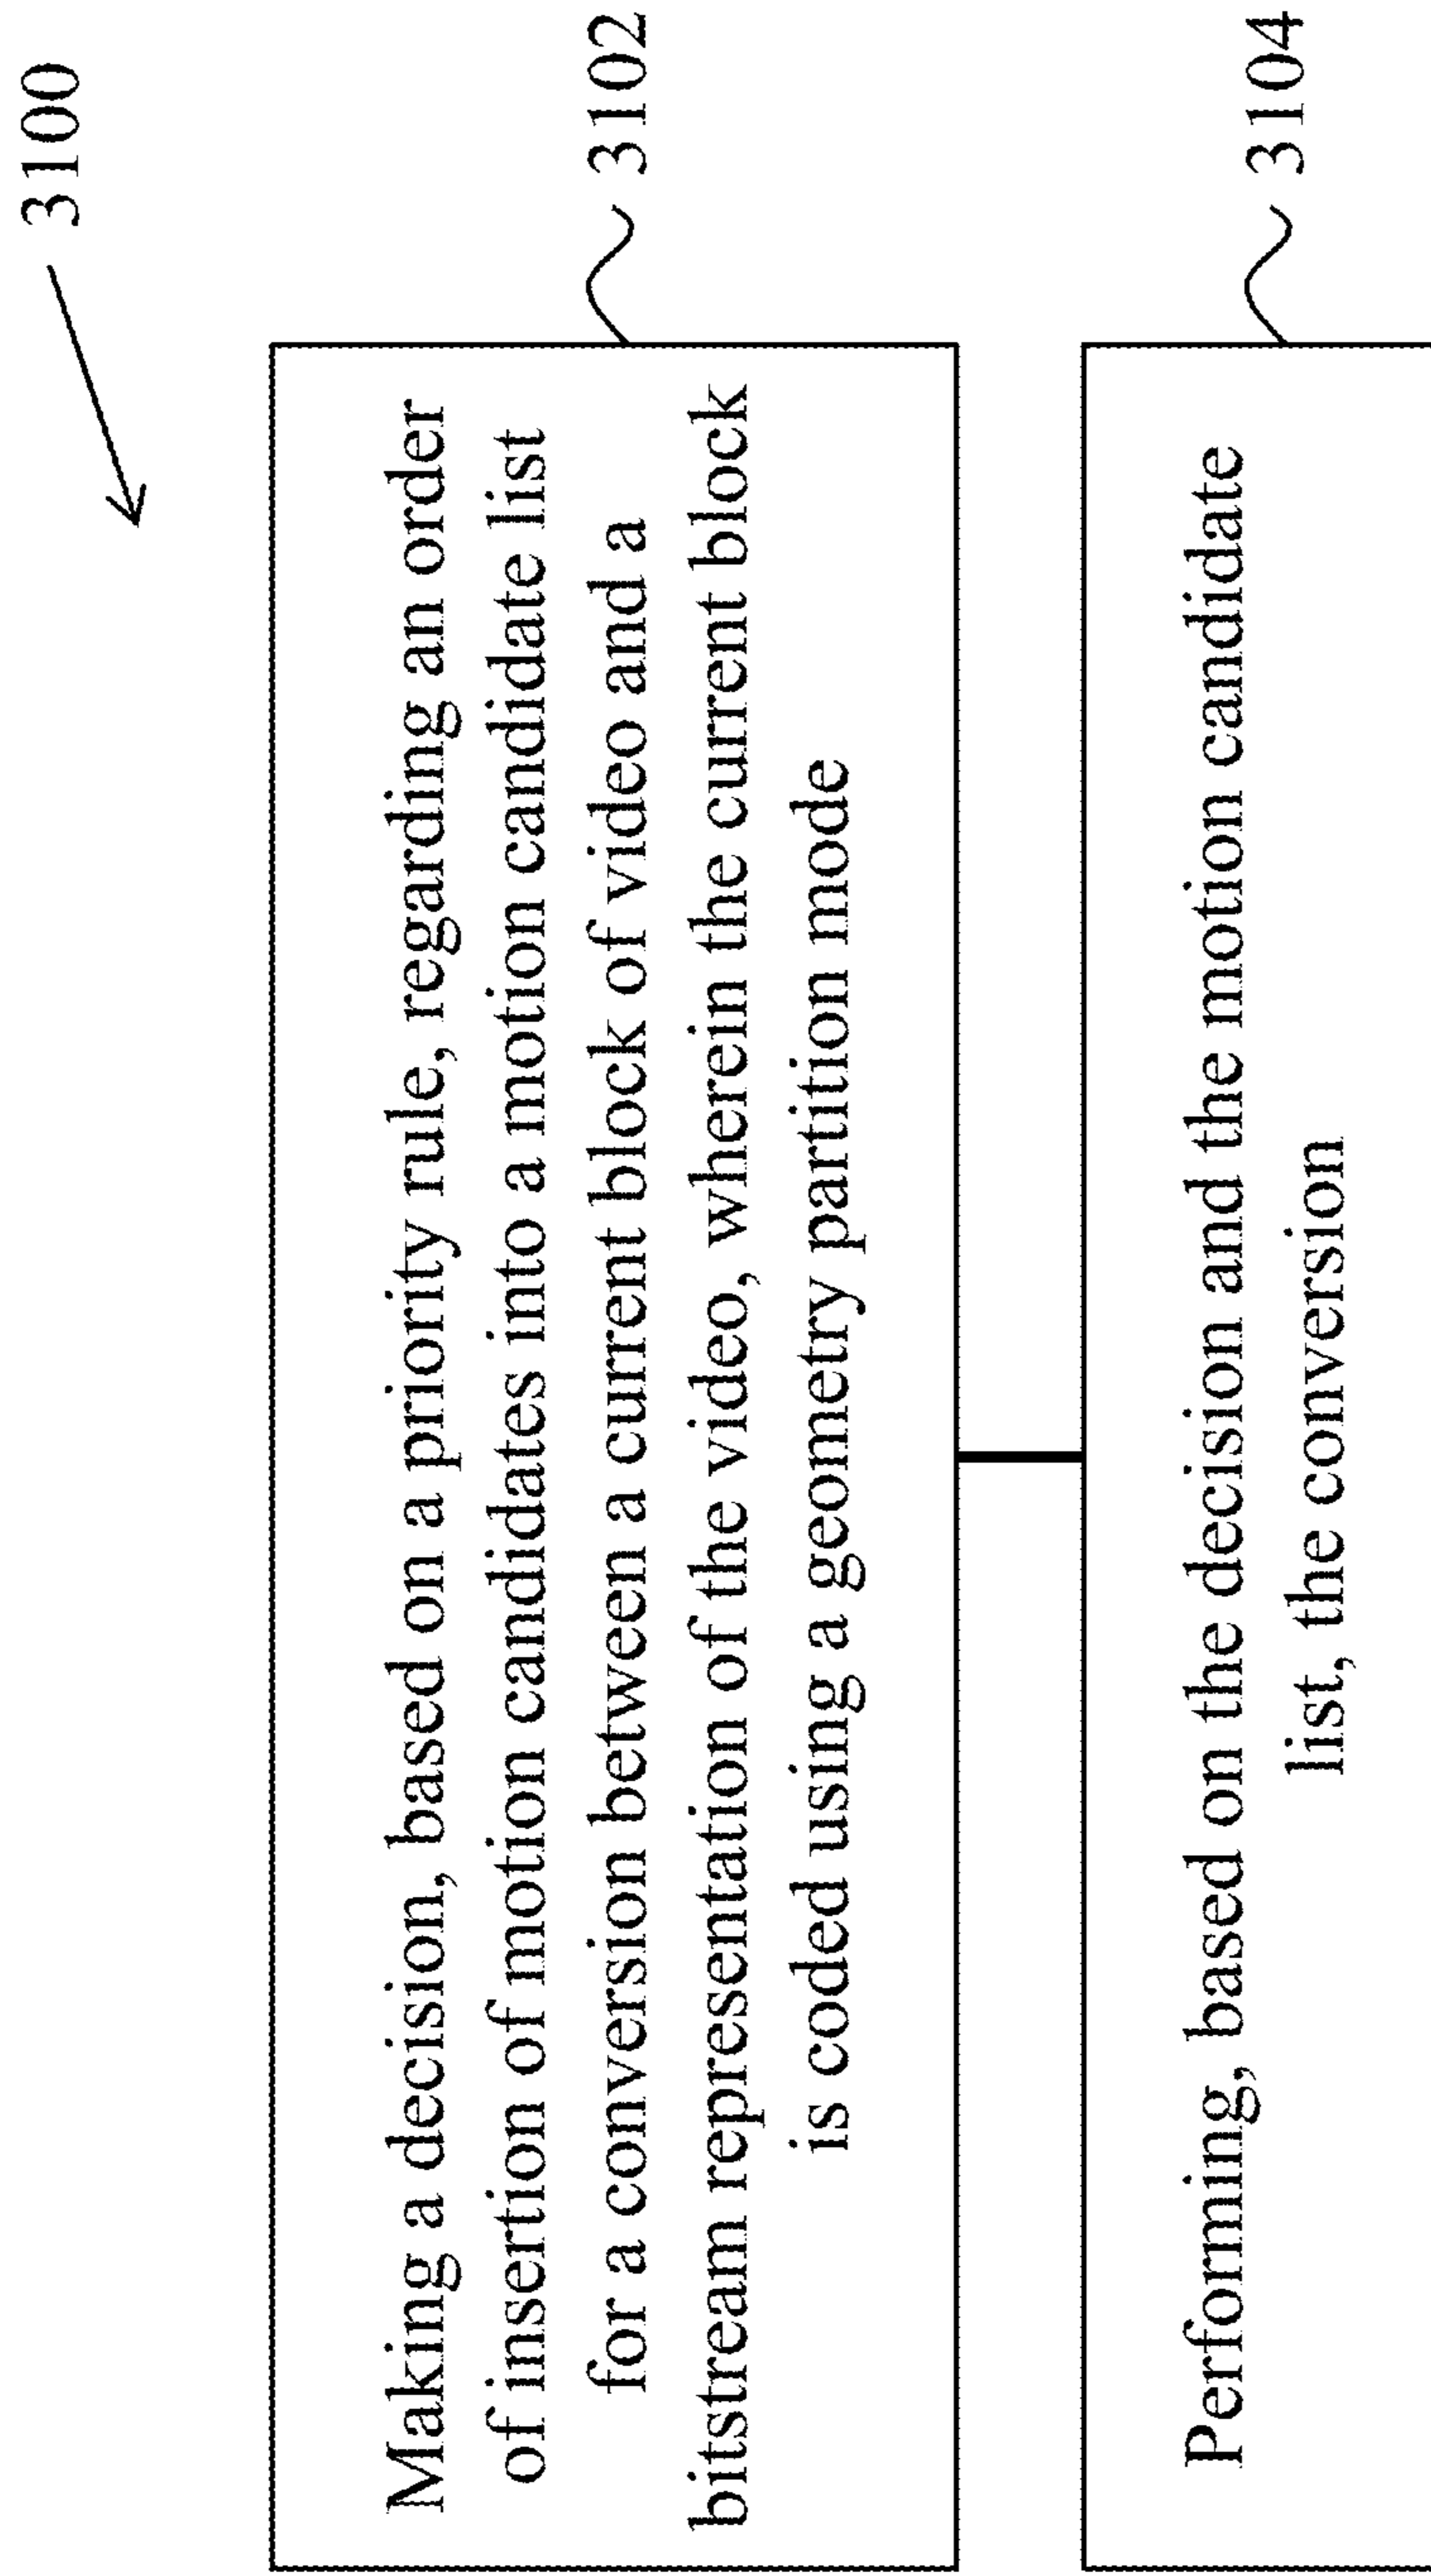 3100
Making a decision, based on a priority rule, regarding an order
of insertion of motion candidates into a motion candidate list
for a conversion between a current block of video and a
bitstream representation of the video, wherein the current block
is coded using a geometry partition mode
3102
Performing, based on the decision and the motion candidate
list, the conversion
3104